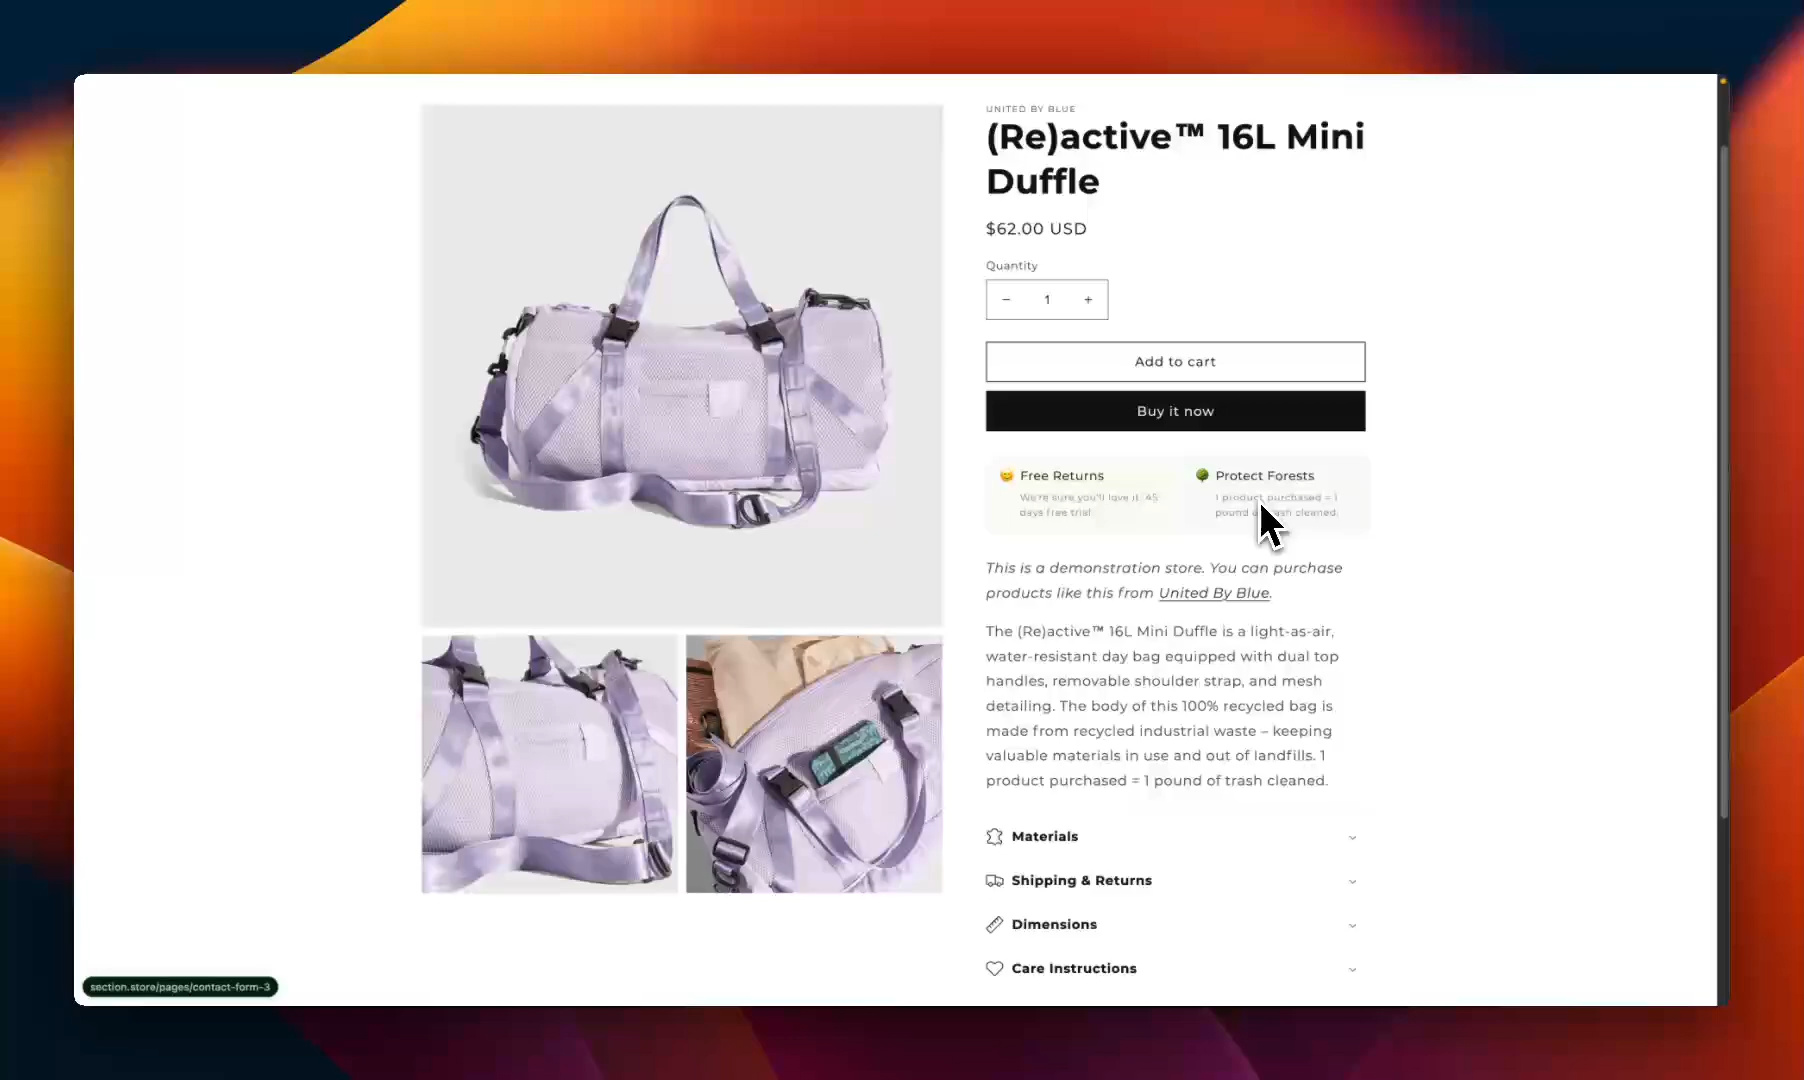 UNITED BY BLUE
(Re)active™ 16L Mini
Duffle
$62.00 USD
Quantity
− 1 +
Add to cart
Buy it now
Free Returns
We're sure you'll love it. 45
days free trial
Protect Forests
1 product purchased = 1
pound trash cleaned.
This is a demonstration store. You can purchase
products like this from United By Blue.
The (Re)active™ 16L Mini Duffle is a light-as-air,
water-resistant day bag equipped with dual top
handles, removable shoulder strap, and mesh
detailing. The body of this 100% recycled bag is
made from recycled industrial waste – keeping
valuable materials in use and out of landfills. 1
product purchased = 1 pound of trash cleaned.
Materials
Shipping & Returns
Dimensions
Care Instructions
section.store/pages/contact-form-3